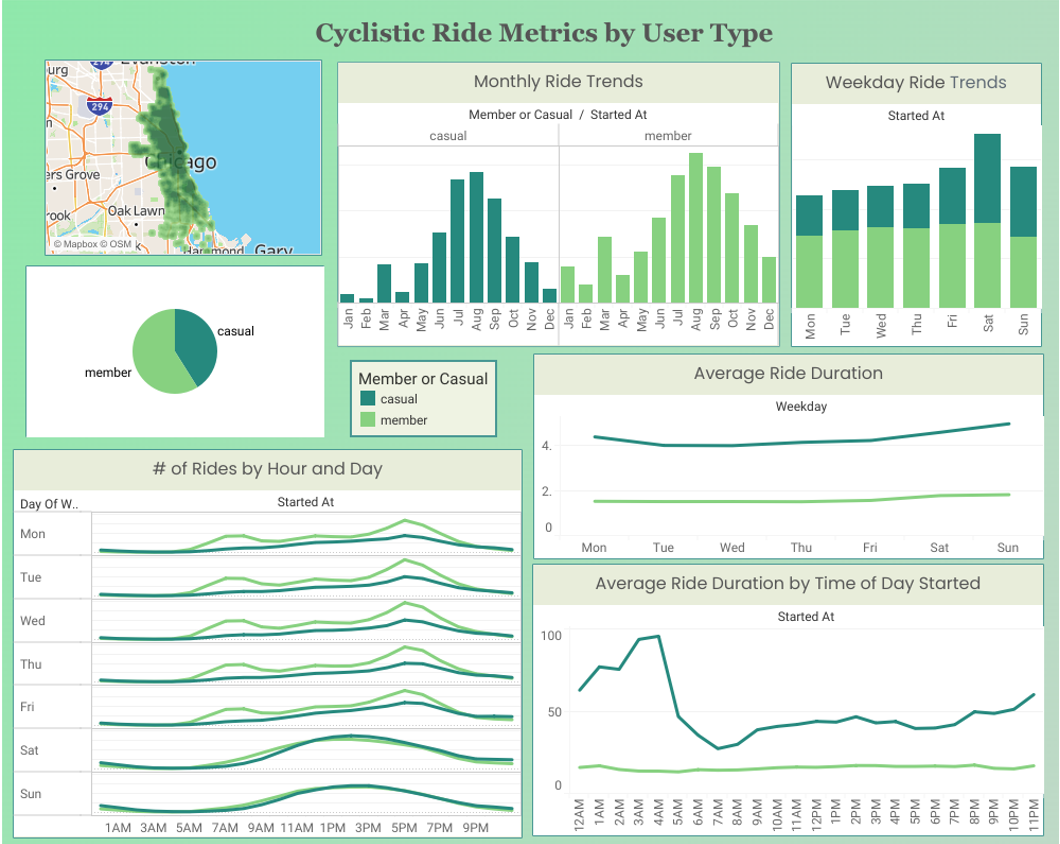 Cyclistic Ride Metrics by User Type
Evanston
urg
294
n
Chicago
ers Grove
rook
Oak Lawn
© Mapbox © OSM
k
Hammond
Gary
Monthly Ride Trends
Member or Casual / Started At
casual
member
Jan
Feb
Mar
Apr
May
Jun
Jul
Aug
Sep
Oct
Nov
Dec
Jan
Feb
Mar
Apr
May
Jun
Jul
Aug
Sep
Oct
Nov
Dec
Weekday Ride Trends
Started At
Mon
Tue
Wed
Thu
Fri
Sat
Sun
casual
member
Member or Casual
casual
member
Average Ride Duration
Weekday
4.
2.
0
Mon
Tue
Wed
Thu
Fri
Sat
Sun
# of Rides by Hour and Day
Day Of W..
Started At
Mon
Tue
Wed
Thu
Fri
Sat
Sun
1AM
3AM
5AM
7AM
9AM
11AM
1PM
3PM
5PM
7PM
9PM
Average Ride Duration by Time of Day Started
Started At
100
50
0
12AM
1AM
2AM
3AM
4AM
5AM
6AM
7AM
8AM
9AM
10AM
11AM
12PM
1PM
2PM
3PM
4PM
5PM
6PM
7PM
8PM
9PM
10PM
11PM